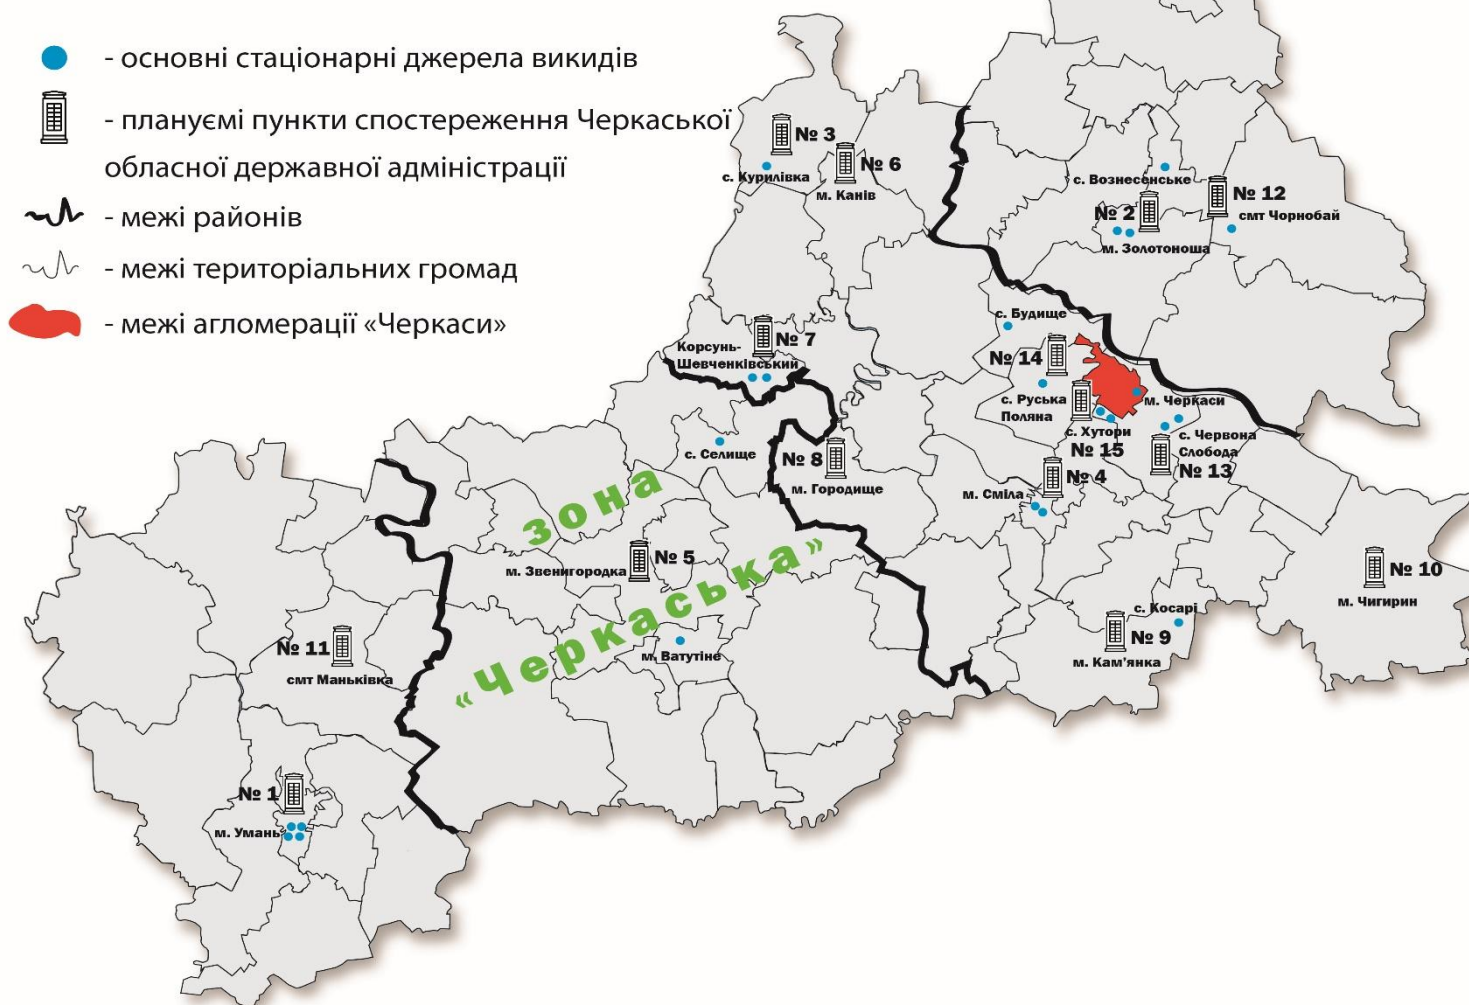 - основні стаціонарні джерела викидів
- плануємі пункти спостереження Черкаської
обласної державної адміністрації
- межі районів
- межі територіальних громад
- межі агломерації «Черкаси»
№ 3
с. Курилівка
№ 6
м. Канів
с. Вознесенське
№ 12
смт Чорнобай
№ 2
м. Золотоноша
с. Будище
№ 7
Корсунь-
Шевченківський
№ 14
с. Руська
Поляна
м. Черкаси
с. Хутори
№ 15
с. Червона
Слобода
№ 13
с. Селище
№ 8
м. Городище
№ 4
м. Сміла
зона
«Черкаська»
м. Звенигородка
№ 5
№ 10
м. Чигирин
с. Косарі
№ 9
м. Кам'янка
№ 11
смт Маньківка
м. Ватутіне
№ 1
м. Умань